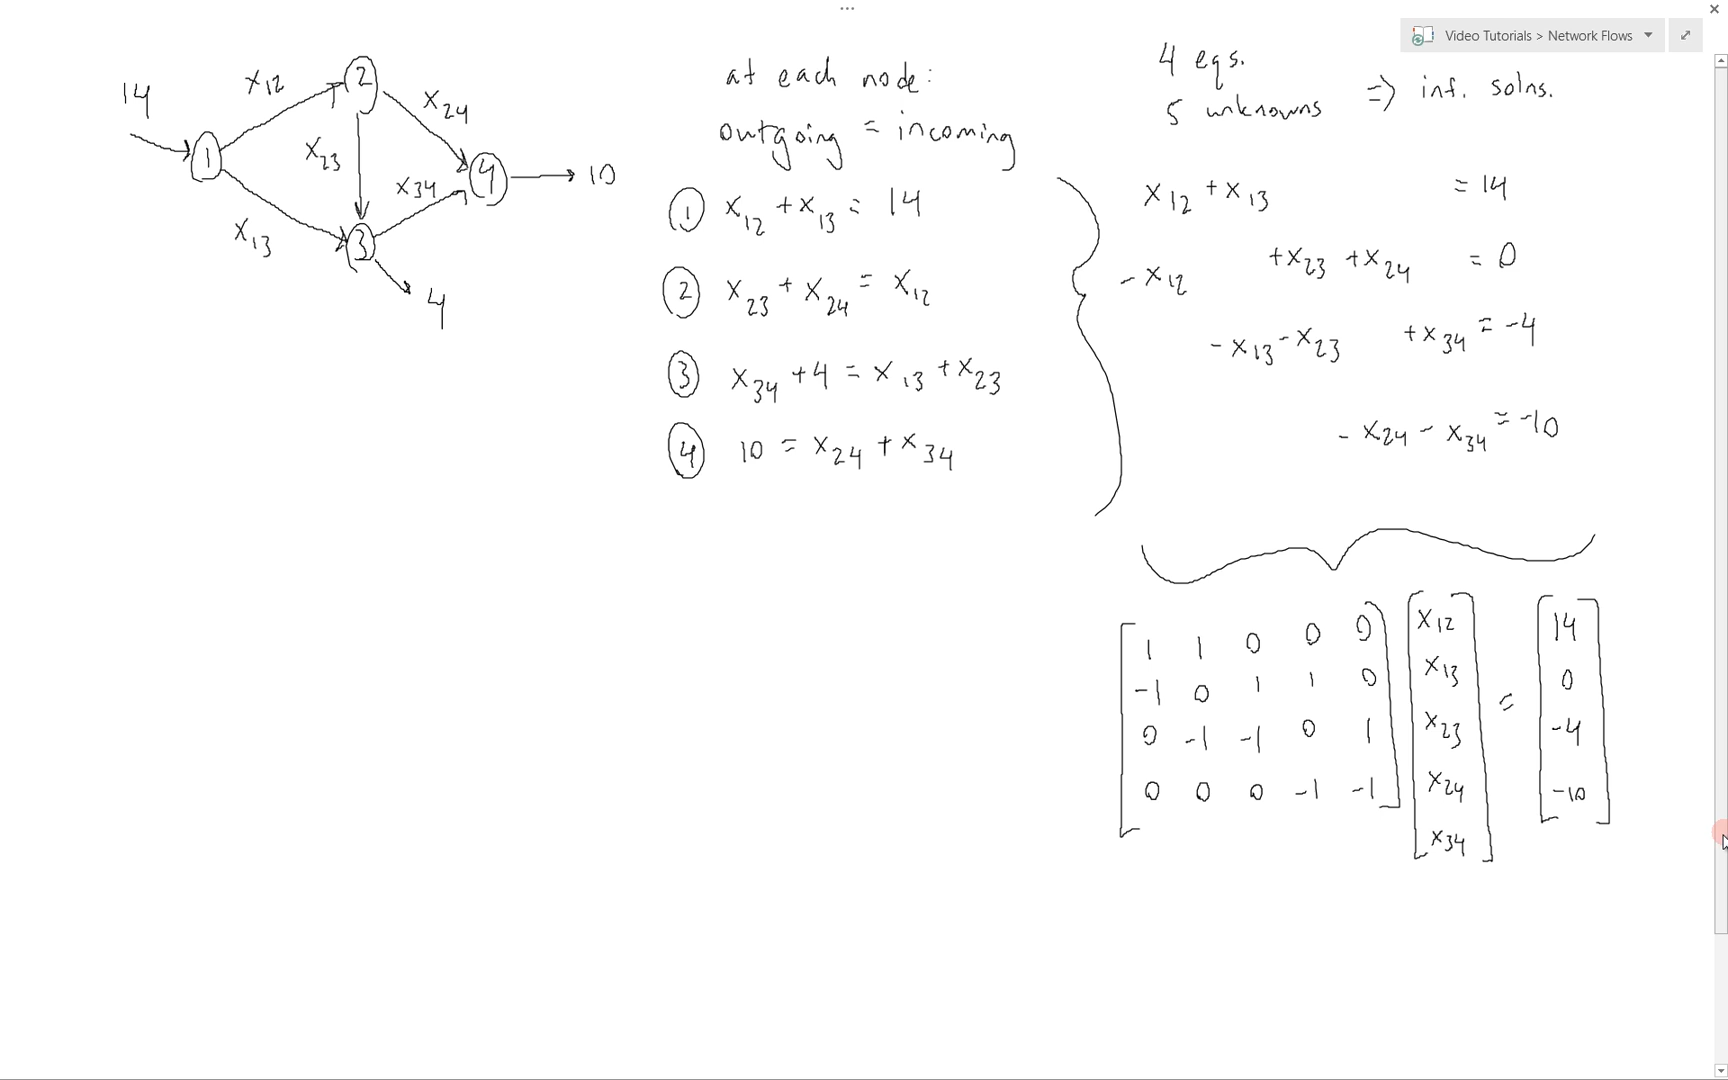 ...
Video Tutorials > Network Flows
14
x12
2
x24
1
x23
x34
4
10
x13
3
4
at each node:
outgoing = incoming
① x12 + x13 = 14
② x23 + x24 = x12
③ x34 + 4 = x13 + x23
④ 10 = x24 + x34
4 eqs.
5 unknowns ⇒ inf. solns.
x12 + x13 = 14
-x12 + x23 + x24 = 0
-x13 - x23 + x34 = -4
-x24 - x34 = -10
1 1 0 0 0 x12 14
-1 0 1 1 0 x13 0
0 -1 -1 0 1 x23 = -4
0 0 0 -1 -1 x24 -10
x34